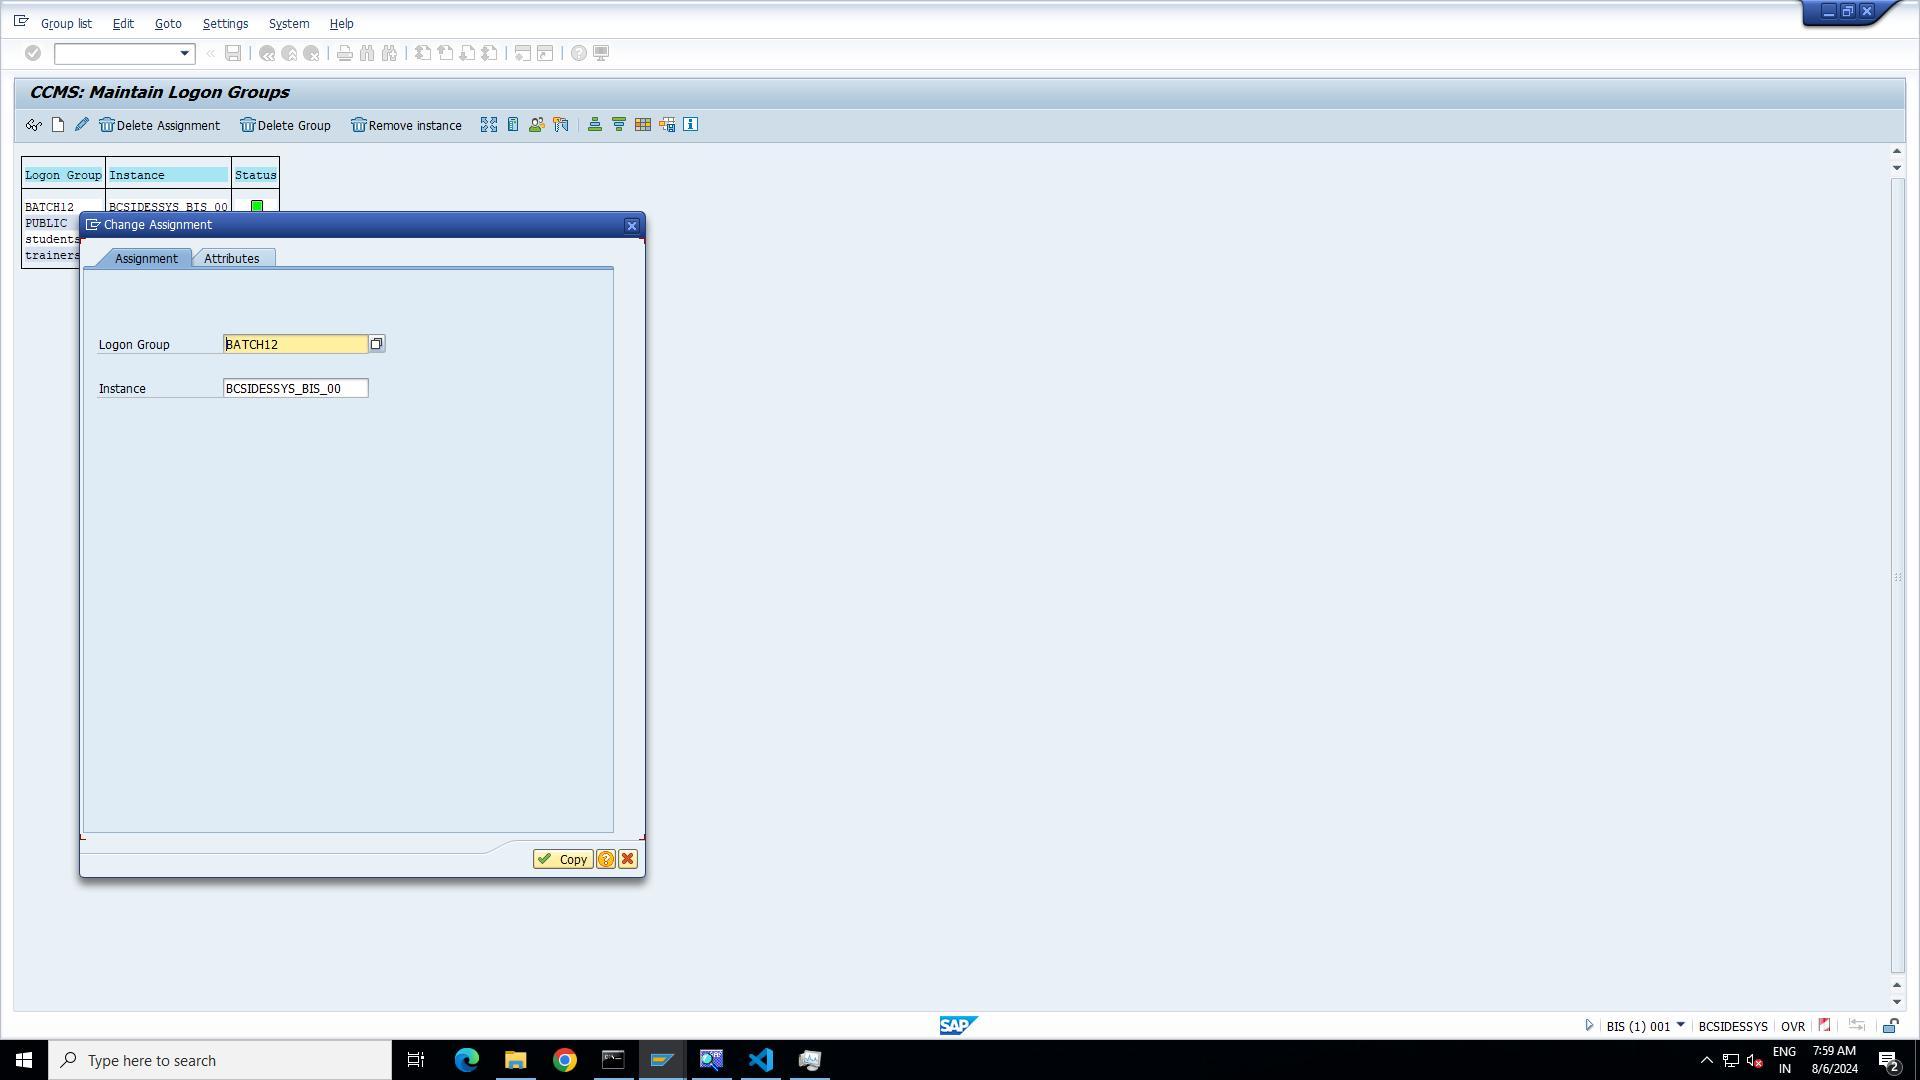 Group list Edit Goto Settings System Help
CCMS: Maintain Logon Groups
Delete Assignment Delete Group Remove instance
Logon Group Instance Status
BATCH12 BCSIDESSYS_BIS_00
PUBLIC
students
trainers
Change Assignment
Assignment Attributes
Logon Group BATCH12
Instance BCSIDESSYS_BIS_00
Copy
SAP
BIS (1) 001 BCSIDESSYS OVR
Type here to search
ENG
IN
7:59 AM
8/6/2024
2